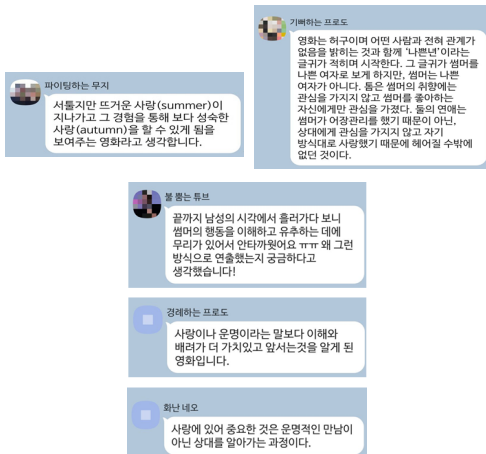 파이팅하는 무지
서툴지만 뜨거운 사랑(summer)이
지나가고 그 경험을 통해 보다 성숙한
사랑(autumn)을 할 수 있게 됨을
보여주는 영화라고 생각합니다.
기뻐하는 프로도
영화는 허구이며 어떤 사람과 전혀 관계가
없음을 밝히는 것과 함께 ‘나쁜년’이라는
글귀가 적히며 시작한다. 그 글귀가 썸머를
나쁜 여자로 보게 하지만, 썸머는 나쁜
여자가 아니다. 톰은 썸머의 취향에는
관심을 가지지 않고 썸머를 좋아하는
자신에게만 관심을 가졌다. 둘의 연애는
썸머가 어장관리를 했기 때문이 아닌,
상대에게 관심을 가지지 않고 자기
방식대로 사랑했기 때문에 헤어질 수밖에
없던 것이다.
불 뿜는 튜브
끝까지 남성의 시각에서 흘러가다 보니
썸머의 행동을 이해하고 유추하는 데에
무리가 있어서 안타까웟어요 ㅠㅠ 왜 그런
방식으로 연출했는지 궁금하다고
생각했습니다!
경례하는 프로도
사랑이나 운명이라는 말보다 이해와
배려가 더 가치있고 앞서는것을 알게 된
영화입니다.
화난 네오
사랑에 있어 중요한 것은 운명적인 만남이
아닌 상대를 알아가는 과정이다.